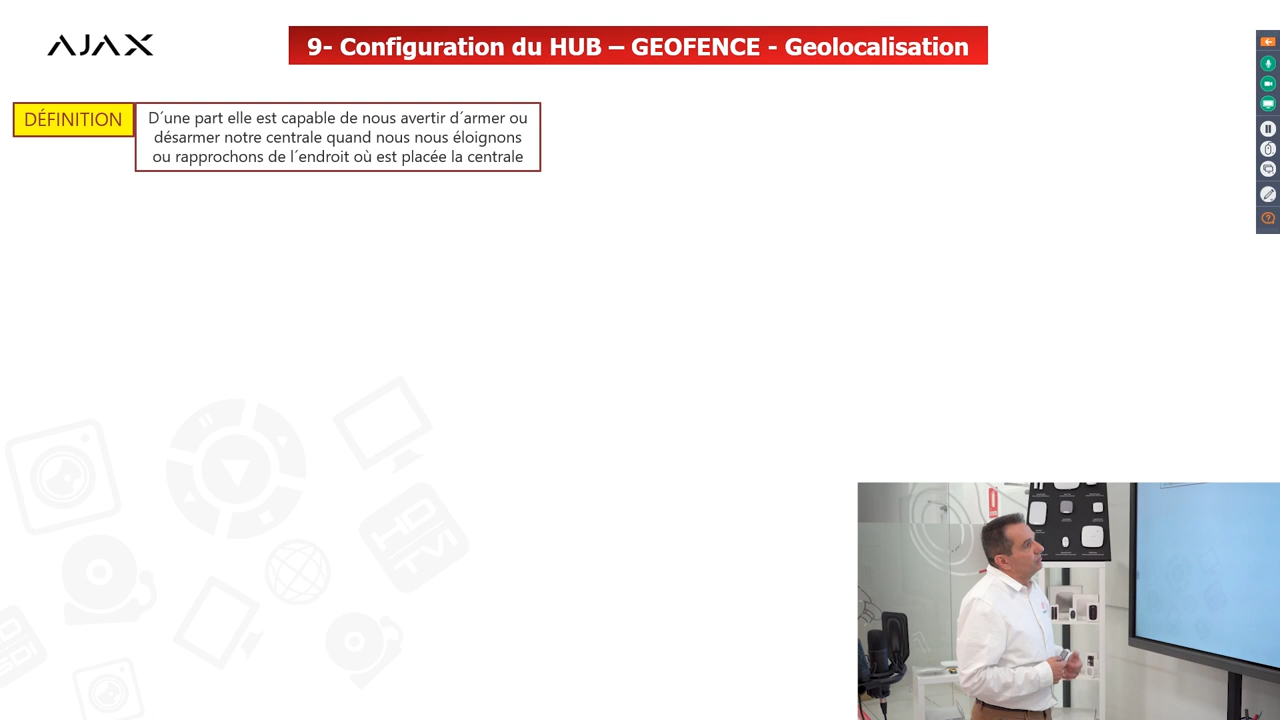 AJAX
9- Configuration du HUB – GEOFENCE - Geolocalisation
DÉFINITION
D´une part elle est capable de nous avertir d´armer ou
désarmer notre centrale quand nous nous éloignons
ou rapprochons de l´endroit où est placée la centrale